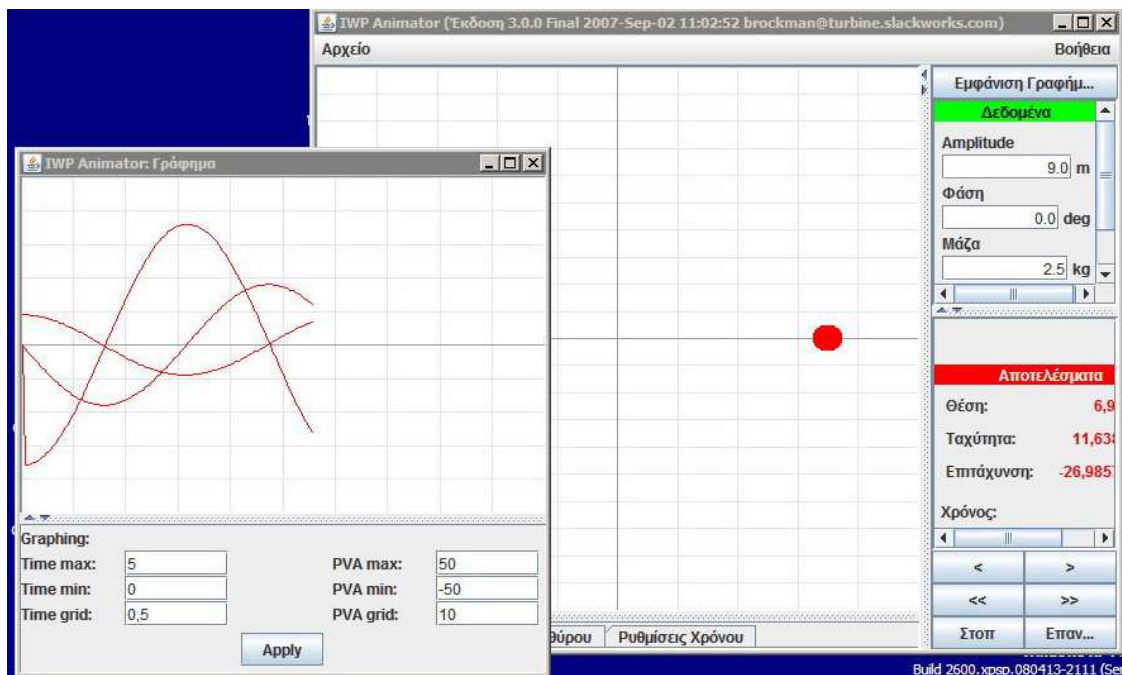 IWP Animator (Έκδοση 3.0.0 Final 2007-Sep-02 11:02:52 brockman@turbine.slackworks.com)
Αρχείο Βοήθεια
Εμφάνιση Γραφήμ...
Δεδομένα
Amplitude
9.0 m
Φάση
0.0 deg
Μάζα
2.5 kg
Αποτελέσματα
Θέση: 6,9
Ταχύτητα: 11,638
Επιτάχυνση: -26,985
Χρόνος:
< >
<< >>
Στοπ Επαν...
θύρου Ρυθμίσεις Χρόνου
IWP Animator: Γράφημα
Graphing:
Time max: 5 PVA max: 50
Time min: 0 PVA min: -50
Time grid: 0,5 PVA grid: 10
Apply
Build 2600.xpsp.080413-2111 (Ser